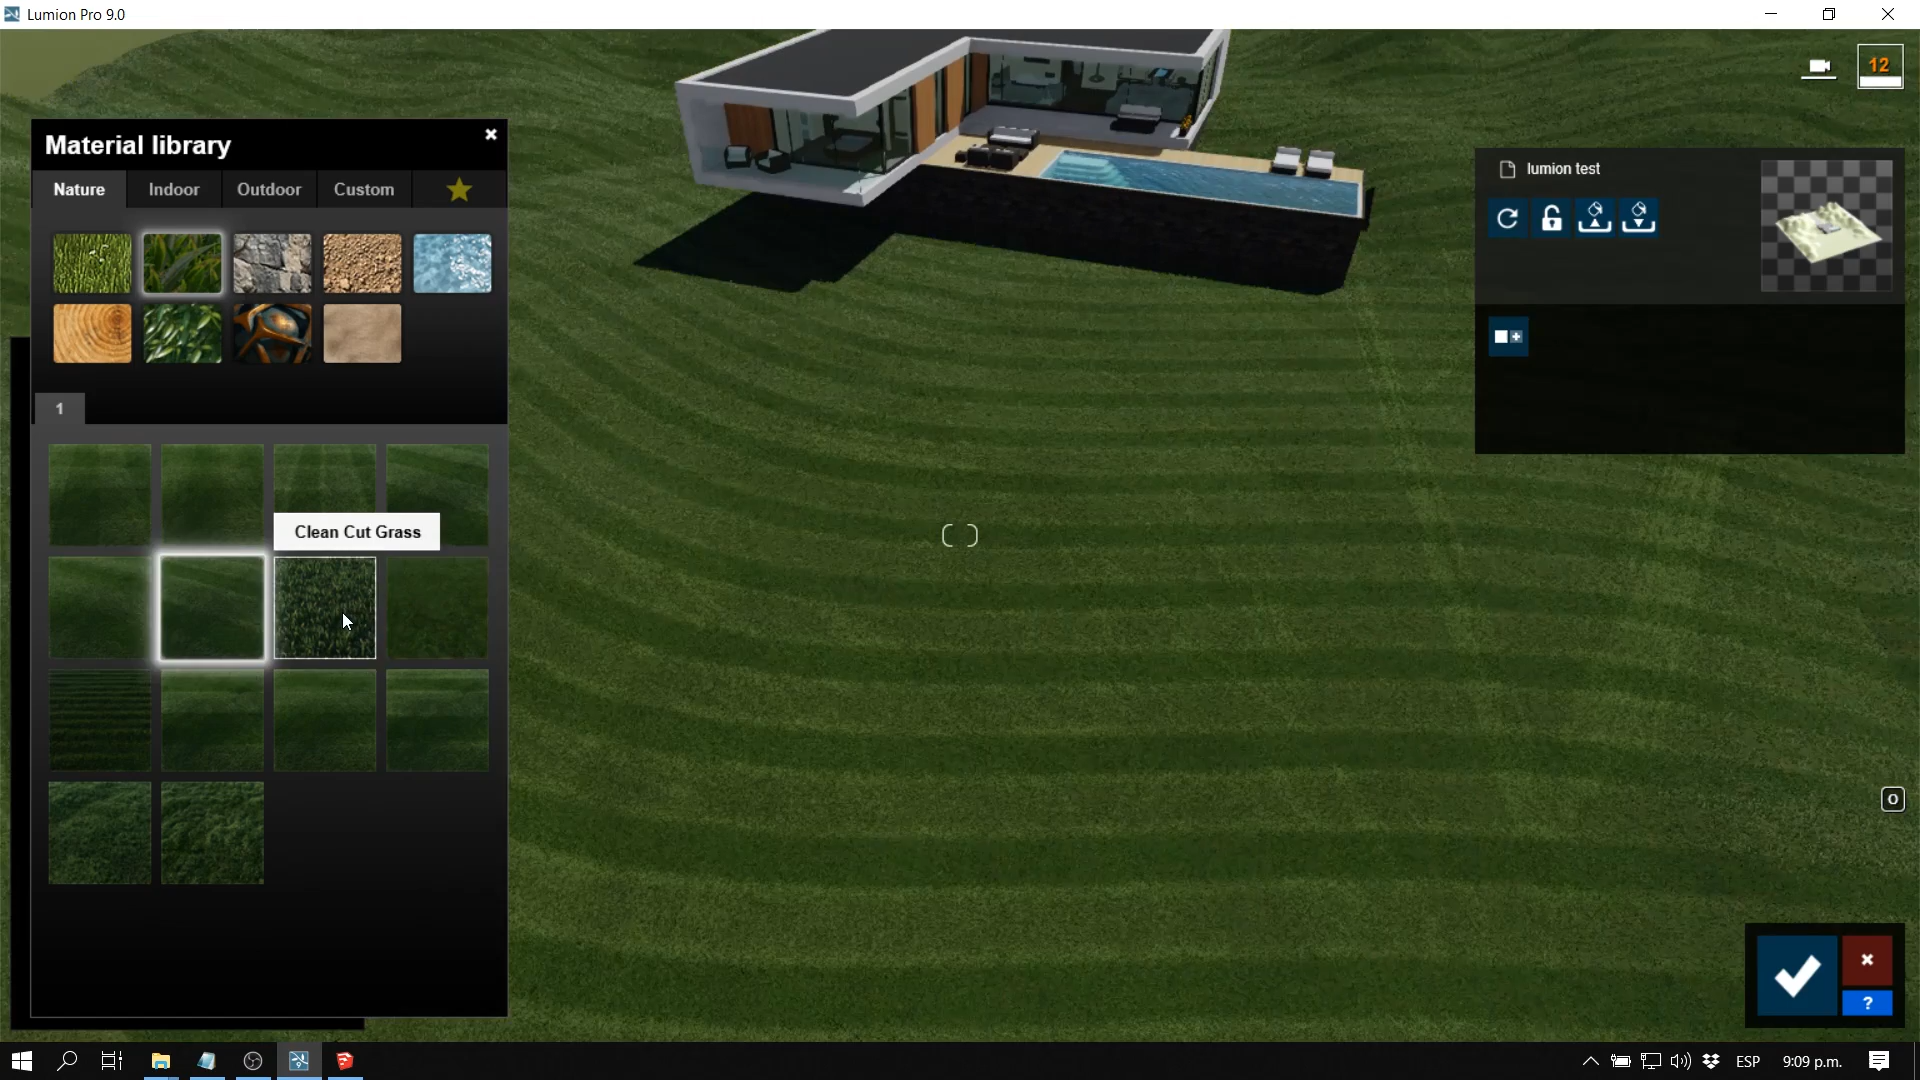 Lumion Pro 9.0
12
Material library
Nature Indoor Outdoor Custom
lumion test
1
Clean Cut Grass
O
?
9
ESP 9:09 p.m.